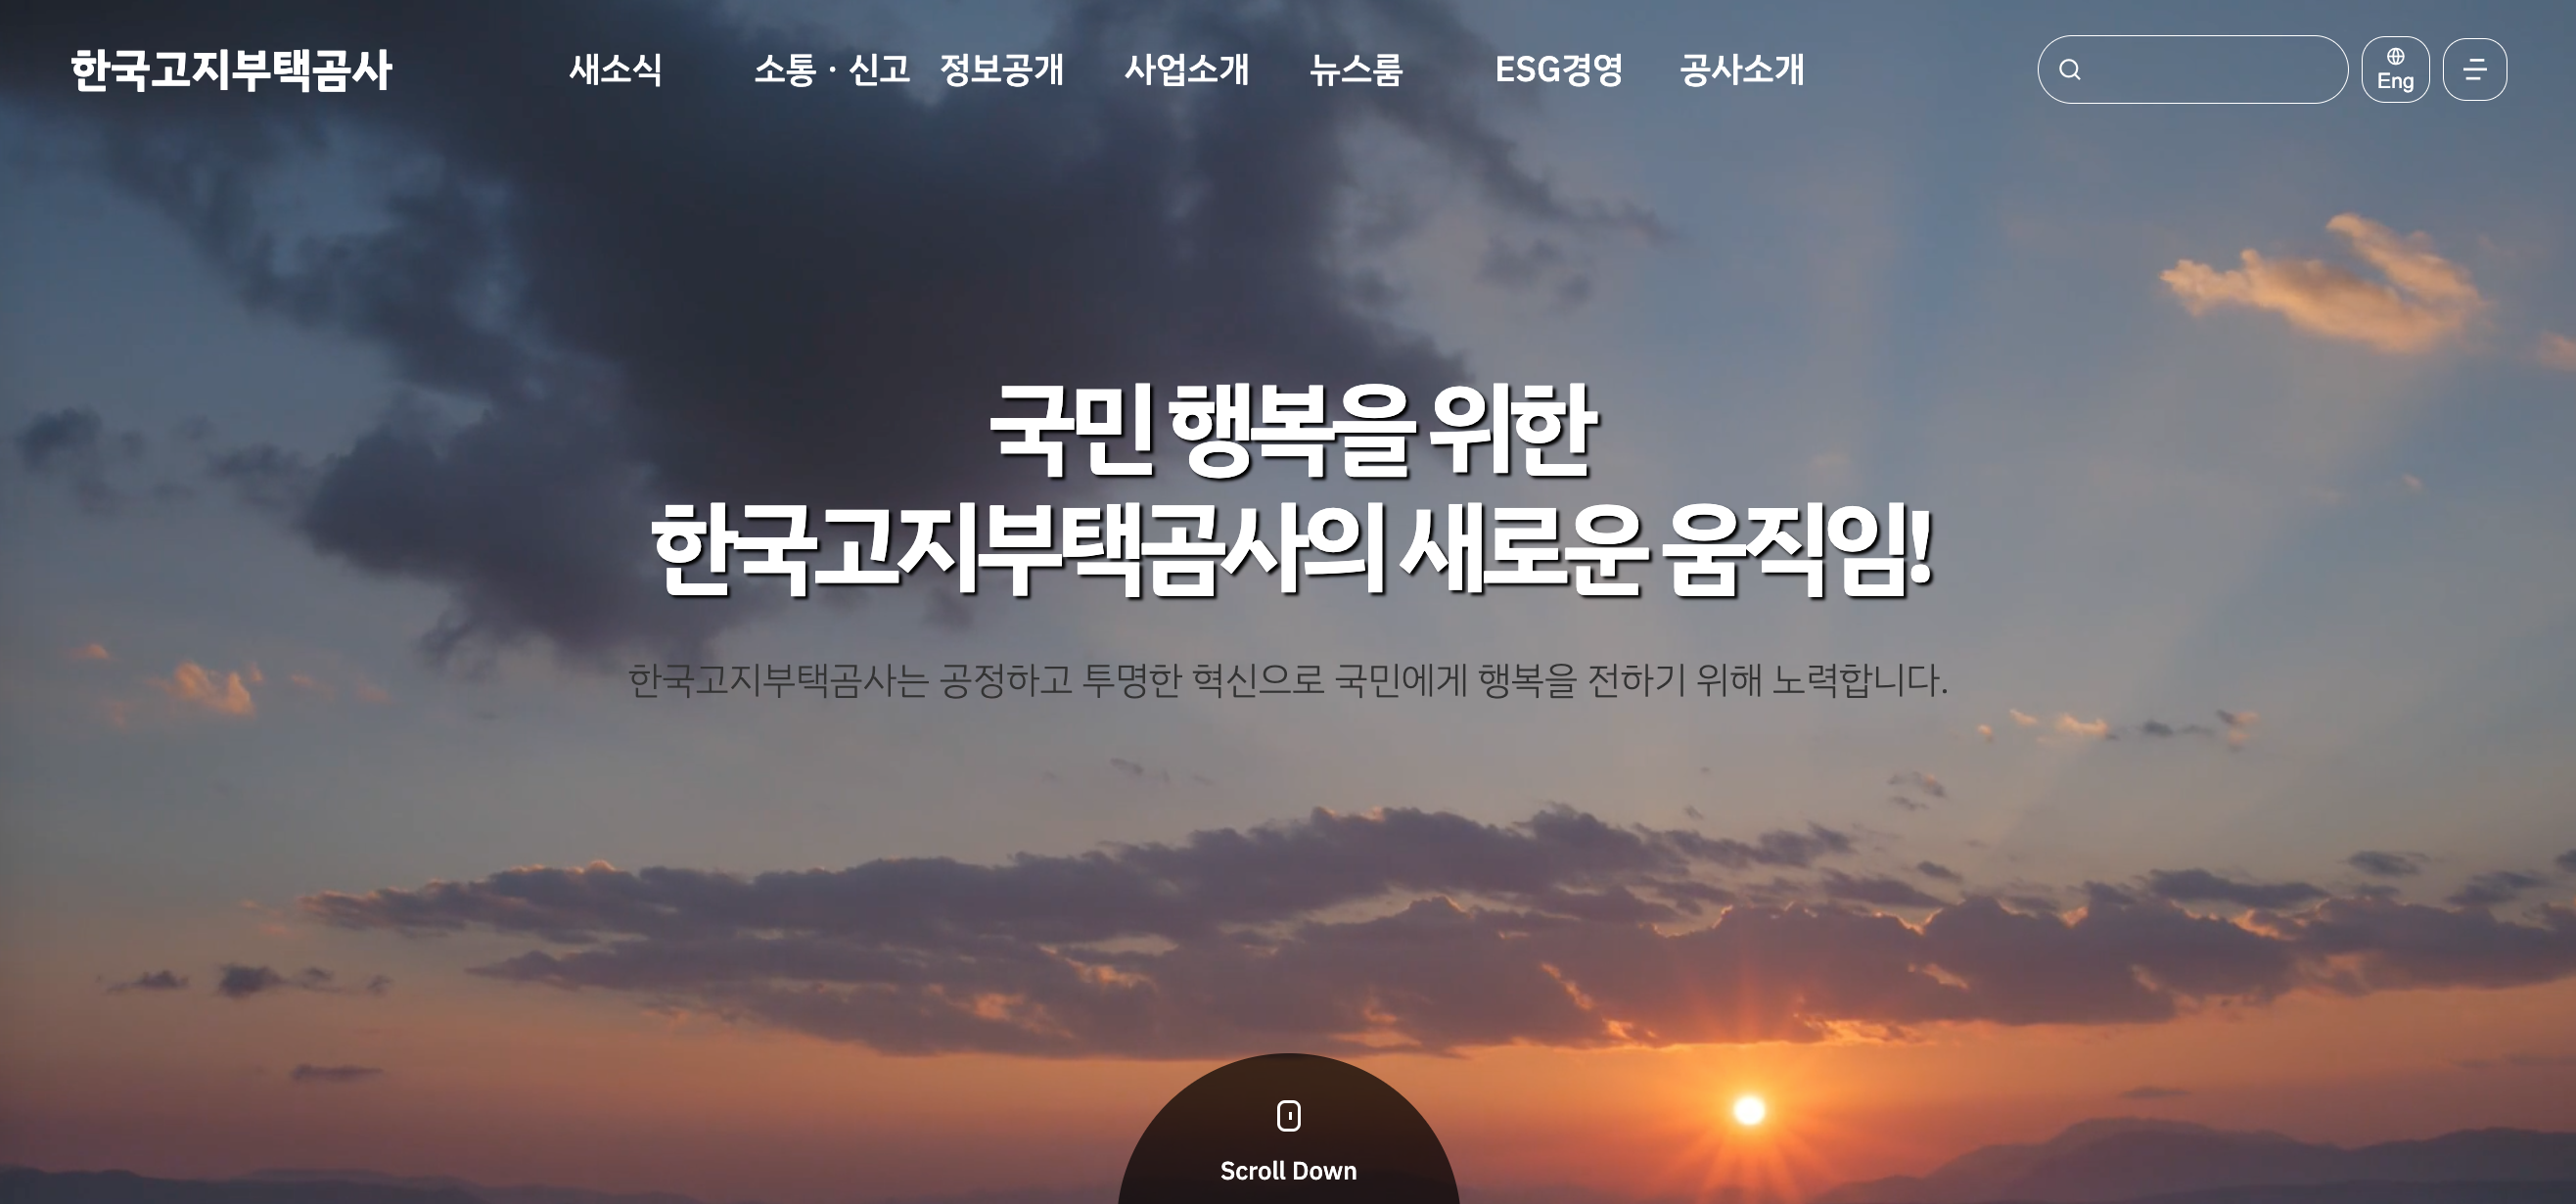 한국고지부택곰사
새소식 소통 · 신고 정보공개 사업소개 뉴스룸 ESG경영 공사소개
Eng
국민 행복을 위한
한국고지부택곰사의 새로운 움직임!
한국고지부택곰사는 공정하고 투명한 혁신으로 국민에게 행복을 전하기 위해 노력합니다.
Scroll Down